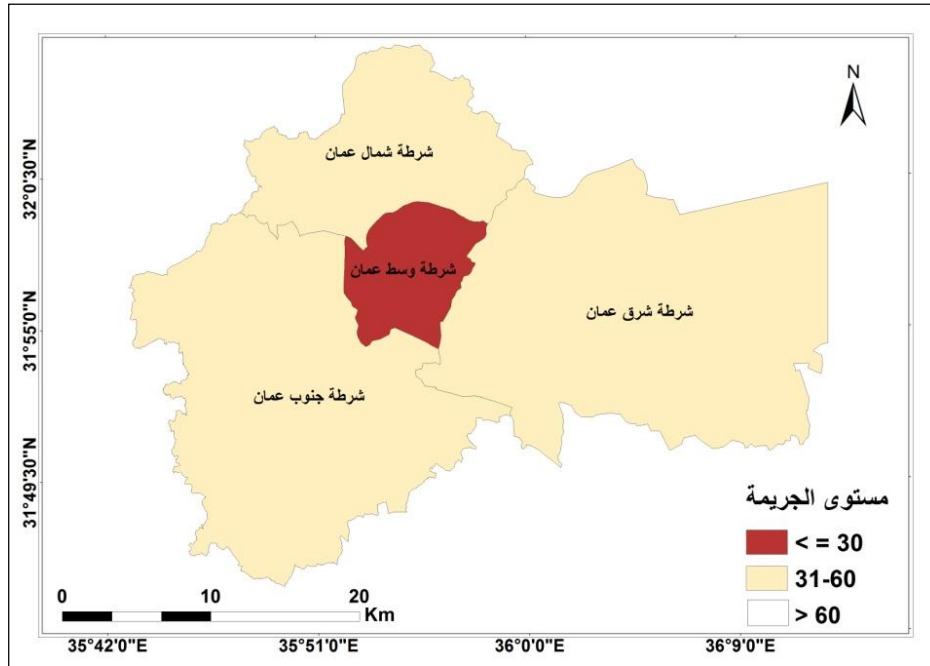 N
شرطة شمال عمان
32°0'30"N
شرطة وسط عمان
شرطة شرق عمان
31°55'0"N
شرطة جنوب عمان
31°49'30"N
مستوى الجريمة
< = 30
31-60
> 60
0 10 20
Km
35°42'0"E 35°51'0"E 36°0'0"E 36°9'0"E